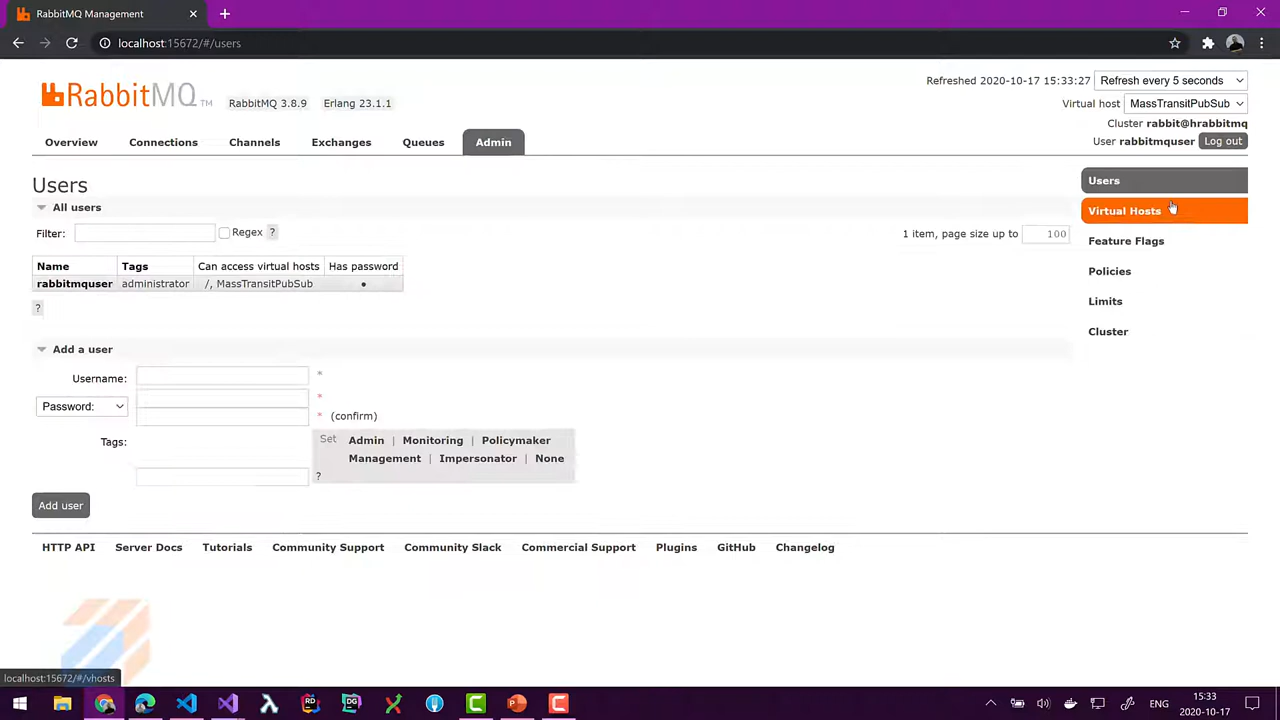 RabbitMQ Management
localhost:15672/#/users
RabbitMQ TM
RabbitMQ 3.8.9
Erlang 23.1.1
Refreshed 2020-10-17 15:33:27
Refresh every 5 seconds
Virtual host
MassTransitPubSub
Cluster rabbit@hrabbitmq
User rabbitmquser
Log out
Overview
Connections
Channels
Exchanges
Queues
Admin
Users
Virtual Hosts
Feature Flags
Policies
Limits
Cluster
Users
All users
Filter:
Regex
?
1 item, page size up to
100
Name Tags Can access virtual hosts Has password
rabbitmquser administrator /, MassTransitPubSub •
?
Add a user
Username:
*
Password:
*
* (confirm)
Tags:
Set
Admin | Monitoring | Policymaker
Management | Impersonator | None
?
Add user
HTTP API
Server Docs
Tutorials
Community Support
Community Slack
Commercial Support
Plugins
GitHub
Changelog
localhost:15672/#/vhosts
RD
DG
ENG
15:33
2020-10-17